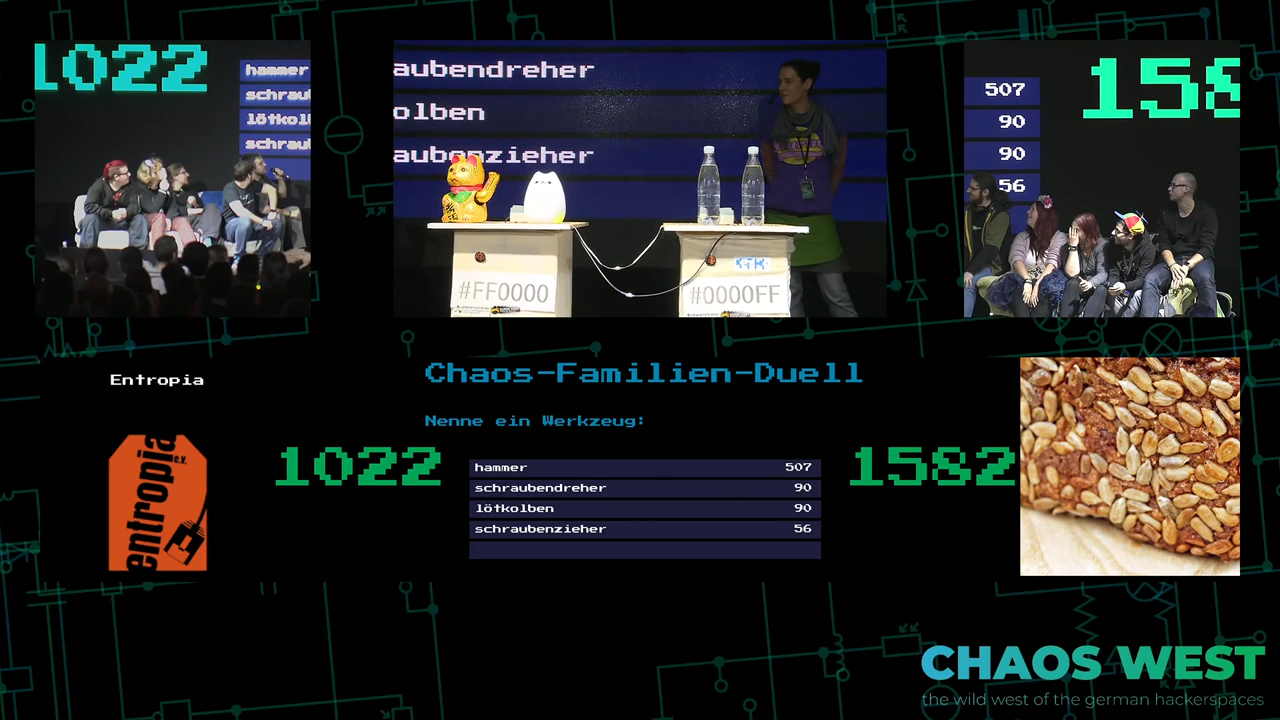 1022
hammer
schrau
lötkol
schrau
aubendreher
olben
aubenzieher
#FF0000
#0000FF
507
90
90
56
158
Entropia
entropia e.V.
Chaos-Familien-Duell
Nenne ein Werkzeug:
1022
hammer 507
schraubendreher 90
lötkolben 90
schraubenzieher 56
1582
CHAOS WEST
the wild west of the german hackerspaces